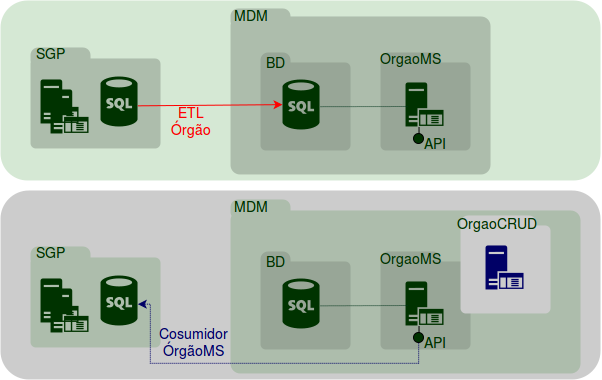 MDM
SGP
BD
OrgaoMS
SQL
SQL
ETL
Órgão
API
MDM
OrgaoCRUD
SGP
BD
OrgaoMS
SQL
SQL
Cosumidor
ÓrgãoMS
API